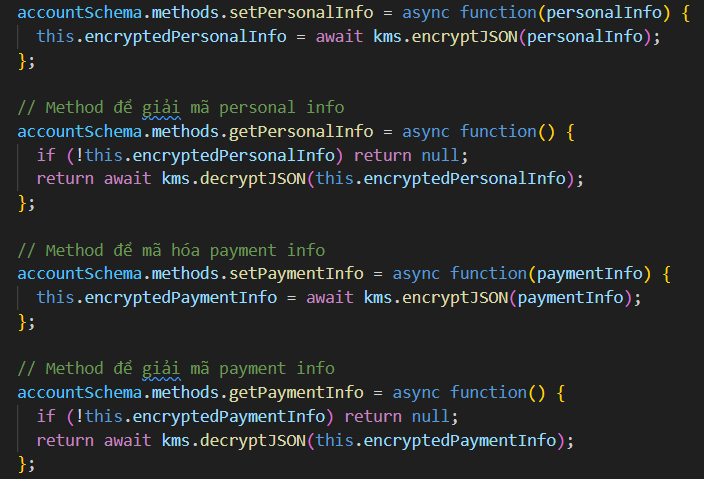 accountSchema.methods.setPersonalInfo = async function(personalInfo) {
  this.encryptedPersonalInfo = await kms.encryptJSON(personalInfo);
};

// Method để giải mã personal info
accountSchema.methods.getPersonalInfo = async function() {
  if (!this.encryptedPersonalInfo) return null;
  return await kms.decryptJSON(this.encryptedPersonalInfo);
};

// Method để mã hóa payment info
accountSchema.methods.setPaymentInfo = async function(paymentInfo) {
  this.encryptedPaymentInfo = await kms.encryptJSON(paymentInfo);
};

// Method để giải mã payment info
accountSchema.methods.getPaymentInfo = async function() {
  if (!this.encryptedPaymentInfo) return null;
  return await kms.decryptJSON(this.encryptedPaymentInfo);
};